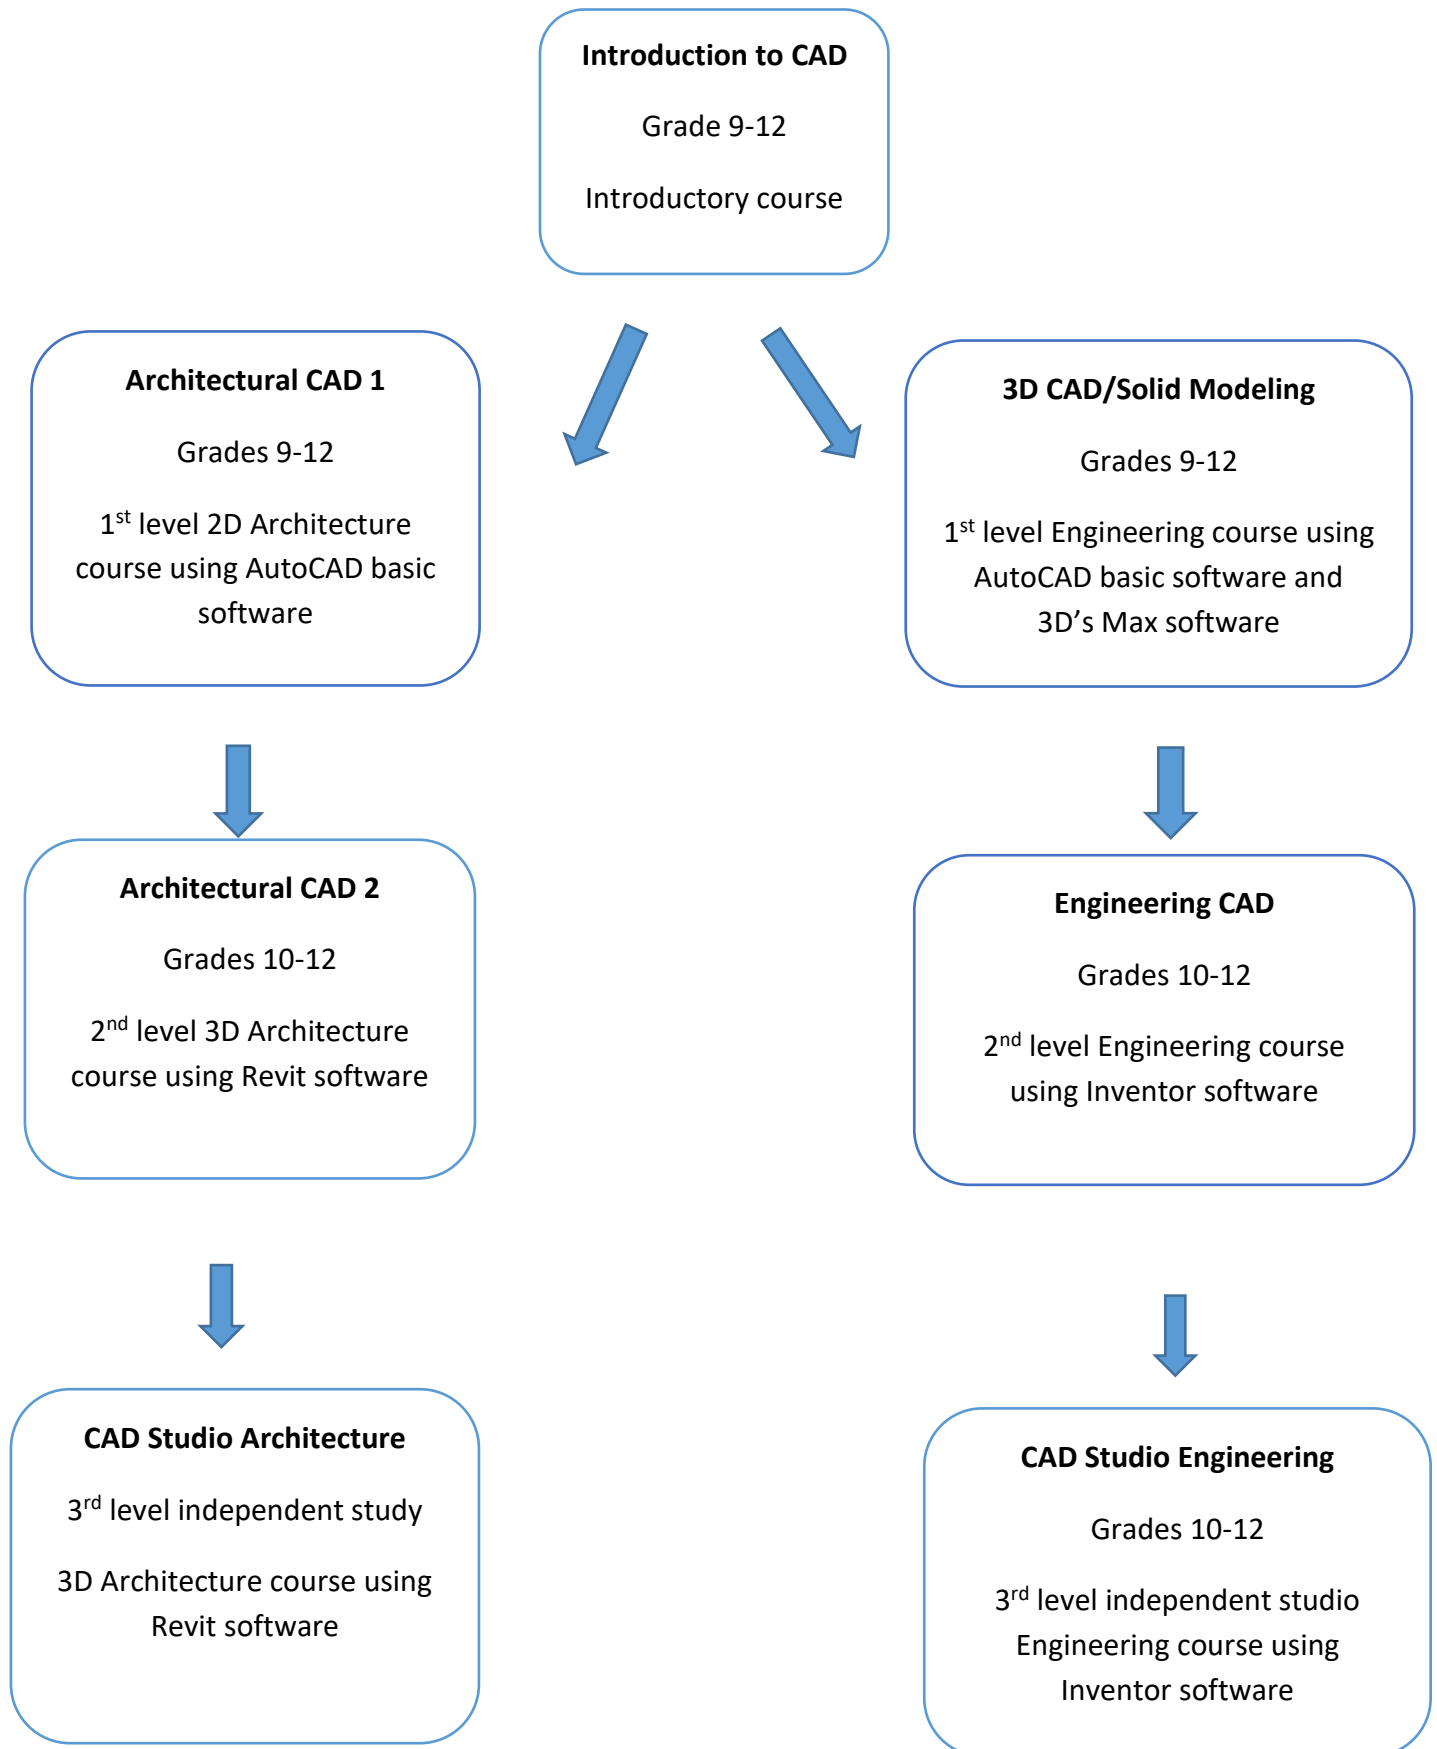 Introduction to CAD
Grade 9-12
Introductory course
Architectural CAD 1
Grades 9-12
1st level 2D Architecture
course using AutoCAD basic
software
3D CAD/Solid Modeling
Grades 9-12
1st level Engineering course using
AutoCAD basic software and
3D’s Max software
Architectural CAD 2
Grades 10-12
2nd level 3D Architecture
course using Revit software
Engineering CAD
Grades 10-12
2nd level Engineering course
using Inventor software
CAD Studio Architecture
3rd level independent study
3D Architecture course using
Revit software
CAD Studio Engineering
Grades 10-12
3rd level independent studio
Engineering course using
Inventor software